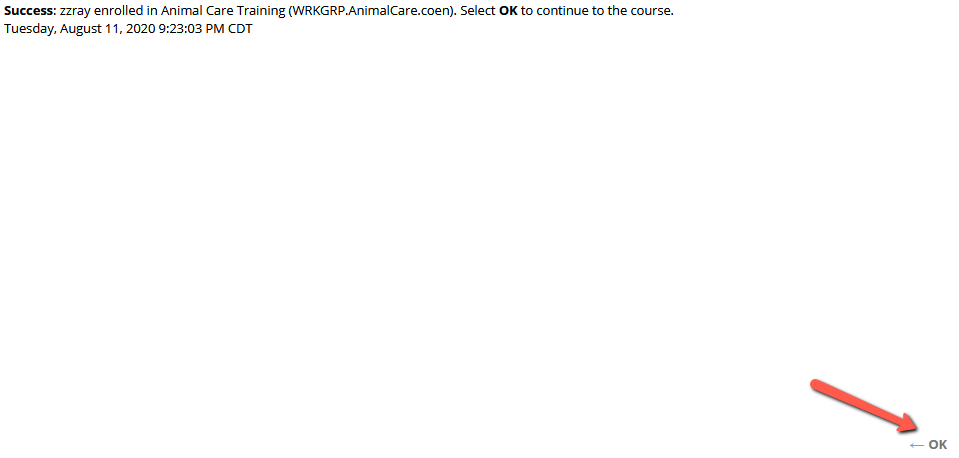 Success: zzray enrolled in Animal Care Training (WRKGRP.AnimalCare.coen). Select OK to continue to the course.
Tuesday, August 11, 2020 9:23:03 PM CDT
← OK